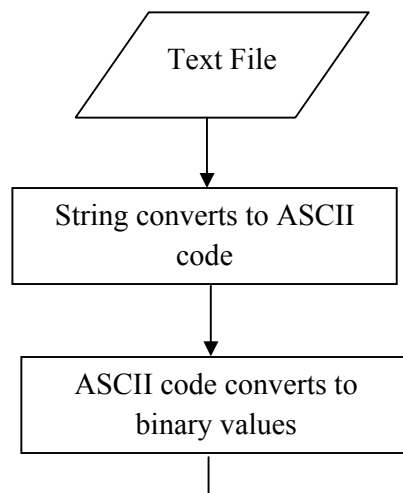 Text File
String converts to ASCII
code
ASCII code converts to
binary values